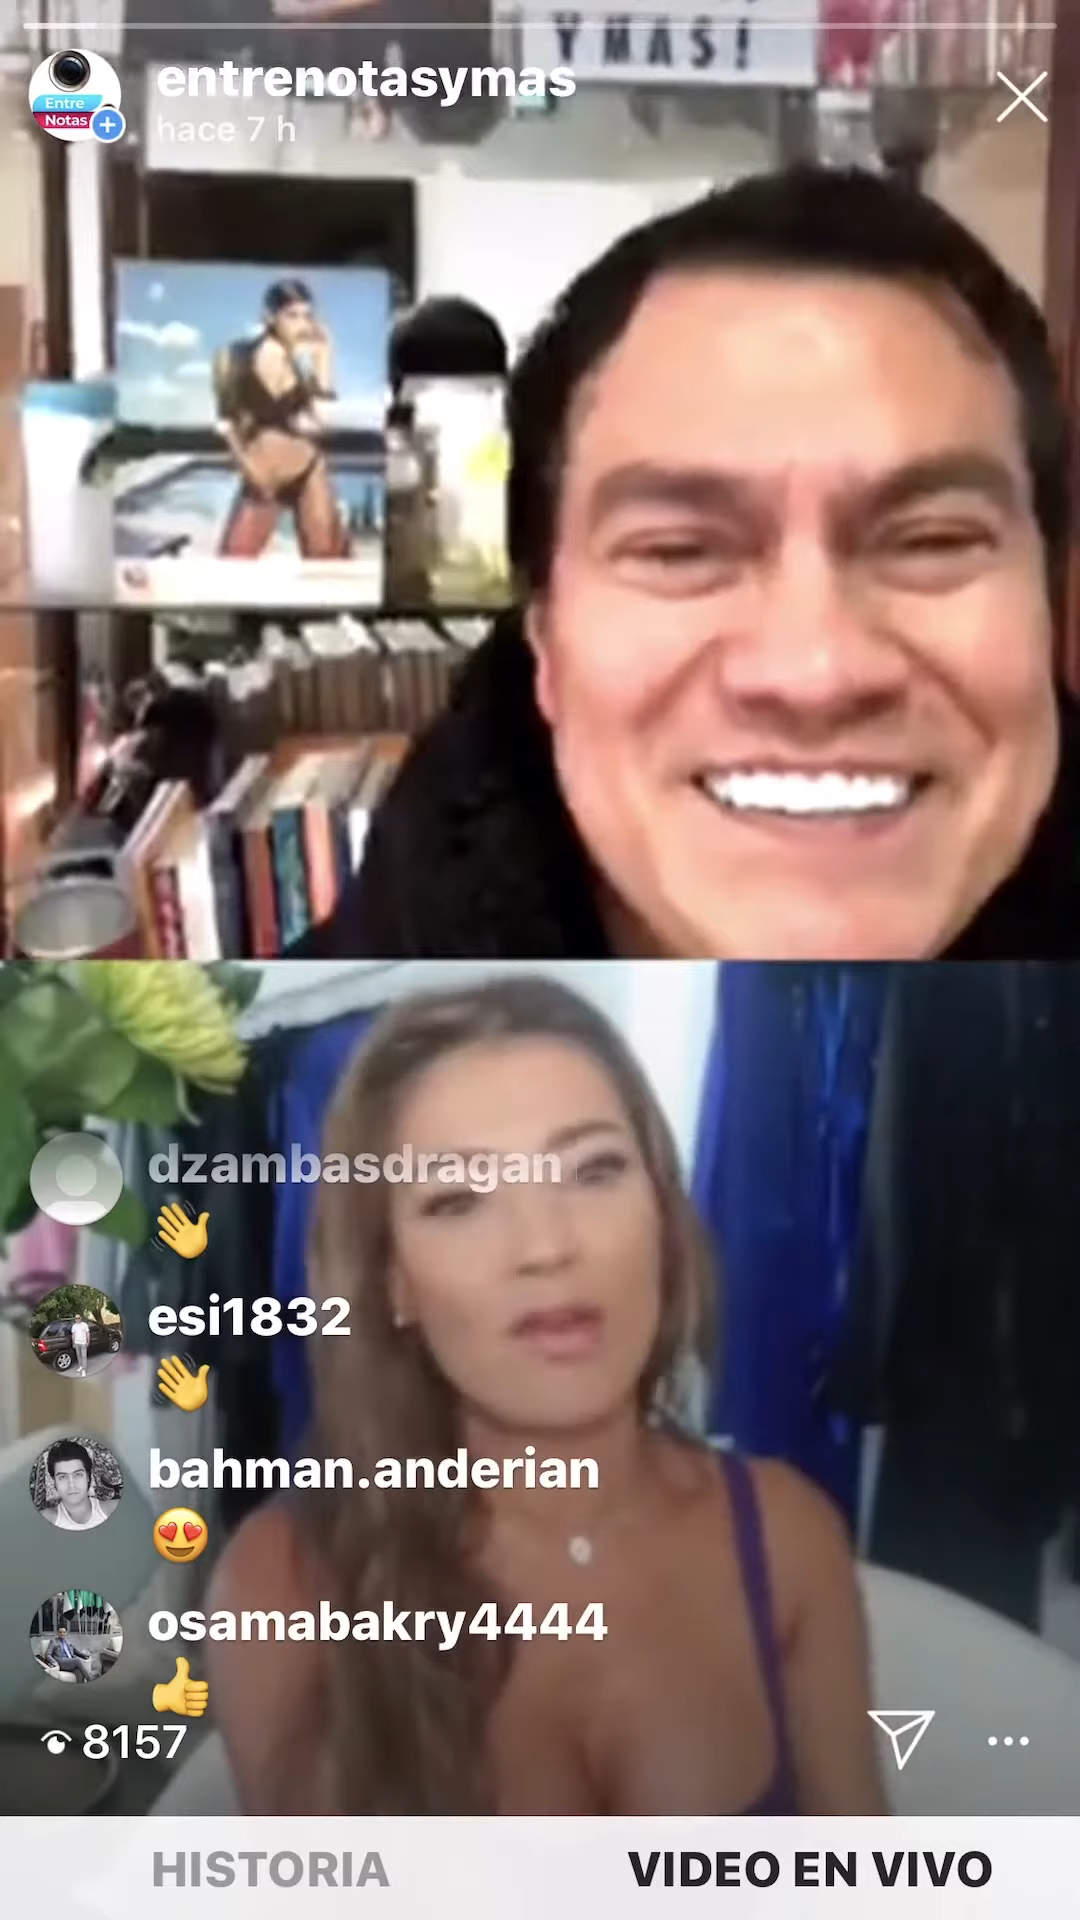 Y MAS!
entrenotasymas
hace 7 h
Entre
Notas
dzambasdragan
👋
esi1832
👋
bahman.anderian
😍
osamabakry4444
👍
8157
HISTORIA
VIDEO EN VIVO